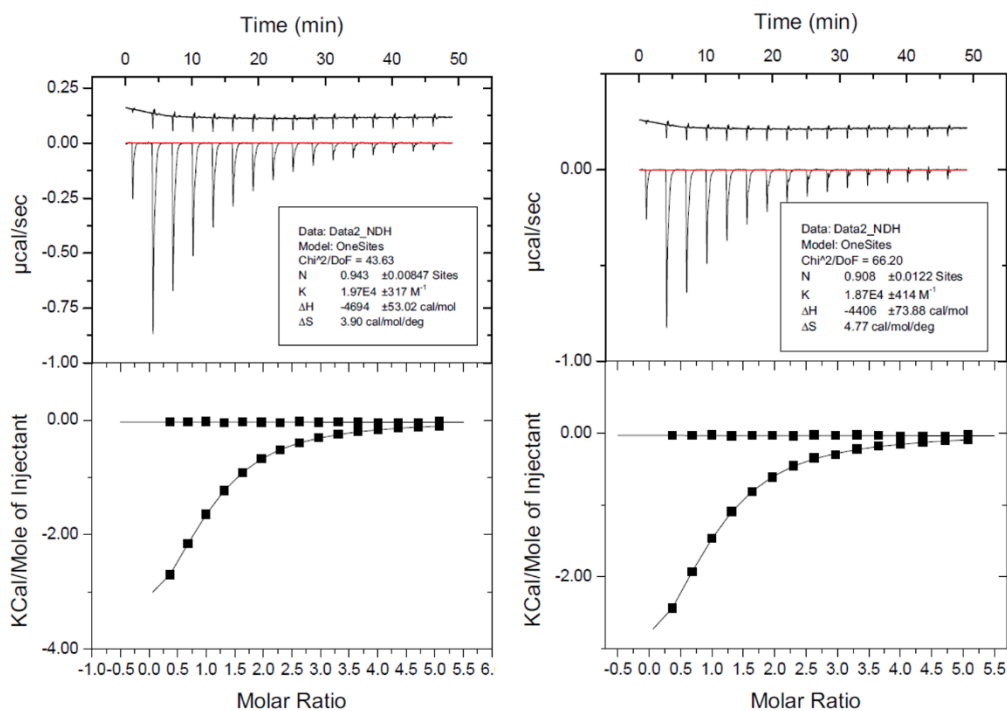 Time (min)
0 10 20 30 40 50
0.25
0.00
-0.25
-0.50
-0.75
-1.00
µcal/sec
Data: Data2_NDH
Model: OneSites
Chi^2/DoF = 43.63
N 0.943 ±0.00847 Sites
K 1.97E4 ±317 M⁻¹
ΔH -4694 ±53.02 cal/mol
ΔS 3.90 cal/mol/deg
0.00
-2.00
-4.00
KCal/Mole of Injectant
-1.0 -0.5 0.0 0.5 1.0 1.5 2.0 2.5 3.0 3.5 4.0 4.5 5.0 5.5 6.
Molar Ratio
Time (min)
0 10 20 30 40 50
0.00
-1.00
µcal/sec
Data: Data2_NDH
Model: OneSites
Chi^2/DoF = 66.20
N 0.908 ±0.0122 Sites
K 1.87E4 ±414 M⁻¹
ΔH -4406 ±73.88 cal/mol
ΔS 4.77 cal/mol/deg
0.00
-2.00
KCal/Mole of Injectant
-0.5 0.0 0.5 1.0 1.5 2.0 2.5 3.0 3.5 4.0 4.5 5.0 5.5
Molar Ratio